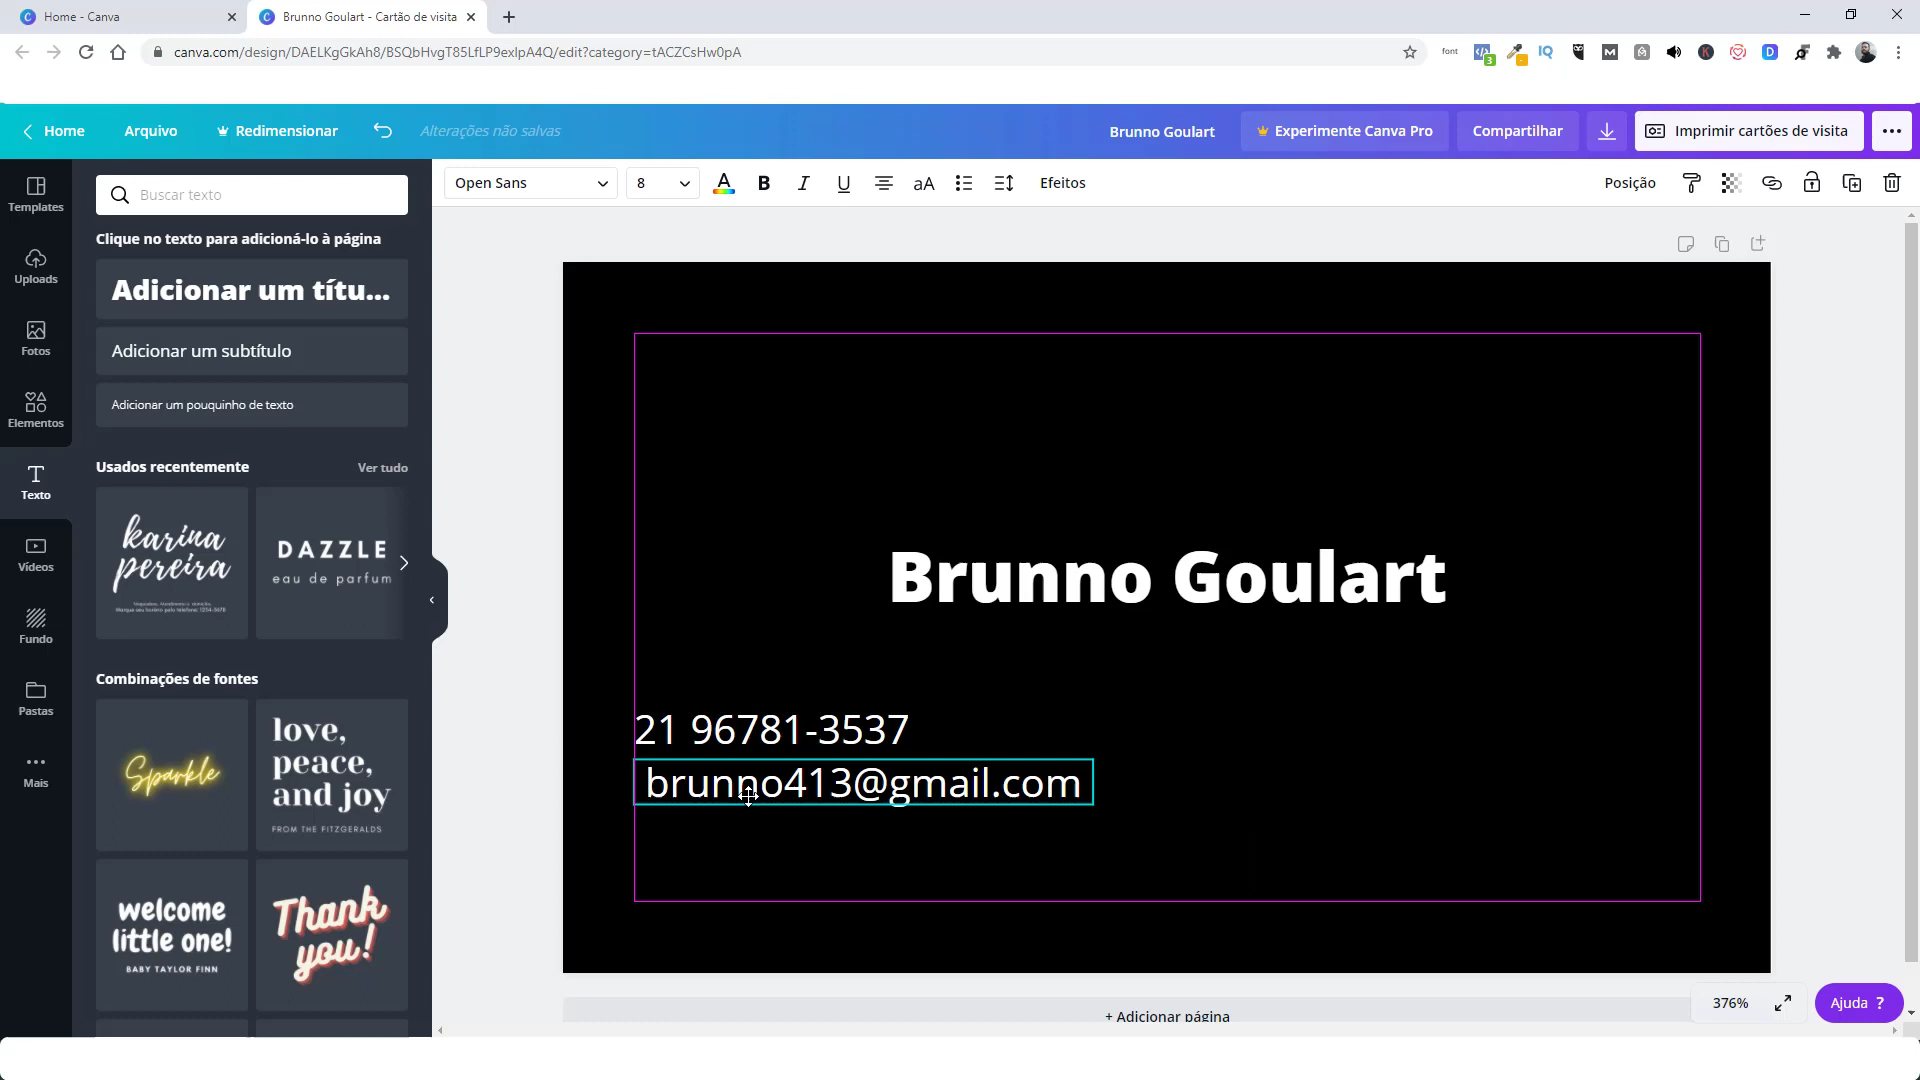 Home - Canva
Brunno Goulart - Cartão de visita
canva.com/design/DAELKgGkAh8/BSQbHvgT85LfLP9exIpA4Q/edit?category=tACZCsHw0pA
font
3
IQ
M
K
D
Home
Arquivo
Redimensionar
Alterações não salvas
Brunno Goulart
Experimente Canva Pro
Compartilhar
Imprimir cartões de visita
Open Sans
8
A
B
I
U
aA
Efeitos
Posição
Templates
Uploads
Fotos
Elementos
Texto
Vídeos
Fundo
Pastas
Mais
Buscar texto
Clique no texto para adicioná-lo à página
Adicionar um títu...
Adicionar um subtítulo
Adicionar um pouquinho de texto
Usados recentemente
Ver tudo
karina
pereira
DAZZLE
eau de parfum
Combinações de fontes
Sparkle
love,
peace,
and joy
FROM THE FITZGERALDS
welcome
little one!
BABY TAYLOR FINN
Thank
you!
Brunno Goulart
21 96781-3537
brunno413@gmail.com
+ Adicionar página
376%
Ajuda ?